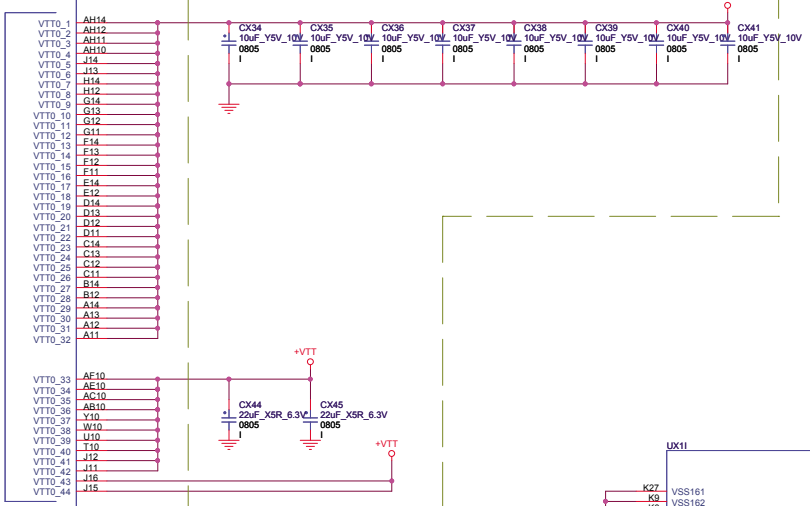 VTT0_1 AH14
VTT0_2 AH12
VTT0_3 AH11
VTT0_4 AH10
VTT0_5 J14
VTT0_6 J13
VTT0_7 H14
VTT0_8 H12
VTT0_9 G14
VTT0_10 G13
VTT0_11 G12
VTT0_12 G11
VTT0_13 F14
VTT0_14 F13
VTT0_15 F12
VTT0_16 F11
VTT0_17 E14
VTT0_18 E12
VTT0_19 D14
VTT0_20 D13
VTT0_21 D12
VTT0_22 D11
VTT0_23 C14
VTT0_24 C13
VTT0_25 C12
VTT0_26 C11
VTT0_27 B14
VTT0_28 B12
VTT0_29 A14
VTT0_30 A13
VTT0_31 A12
VTT0_32 A11
CX34 CX35 CX36 CX37 CX38 CX39 CX40 CX41
10uF_Y5V_10V 10uF_Y5V_10V 10uF_Y5V_10V 10uF_Y5V_10V 10uF_Y5V_10V 10uF_Y5V_10V 10uF_Y5V_10V 10uF_Y5V_10V
0805 0805 0805 0805 0805 0805 0805 0805
I I I I I I I I
VTT0_33 AF10
VTT0_34 AE10
VTT0_35 AC10
VTT0_36 AB10
VTT0_37 Y10
VTT0_38 W10
VTT0_39 U10
VTT0_40 T10
VTT0_41 J12
VTT0_42 J11
VTT0_43 J16
VTT0_44 J15
+VTT
CX44 CX45
22uF_X5R_6.3V 22uF_X5R_6.3V
0805 0805
I I
+VTT
UX1I
K27 VSS161
K9 VSS162